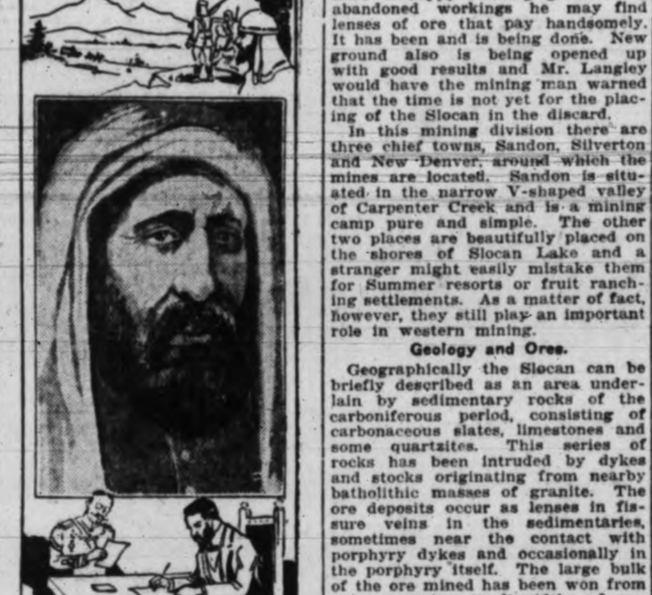 abandoned workings he may find
lenses of ore that pay handsomely.
It has been and is being done. New
ground also is being opened up
with good results and Mr. Langley
would have the mining man warned
that the time is not yet for the plac-
ing of the Slocan in the discard.
In this mining division there are
three chief towns, Sandon, Silverton
and New Denver, around which the
mines are located. Sandon is situ-
ated in the narrow V-shaped valley
of Carpenter Creek and is a mining
camp pure and simple. The other
two places are beautifully placed on
the shores of Slocan Lake and a
stranger might easily mistake them
for Summer resorts or fruit ranch-
ing settlements. As a matter of fact,
however, they still play an important
role in western mining.
Geology and Ores.
Geographically the Slocan can be
briefly described as an area under-
lain by sedimentary rocks of the
carboniferous period, consisting of
carbonaceous slates, limestones and
some quartzites. This series of
rocks has been intruded by dykes
and stocks originating from nearby
batholithic masses of granite. The
ore deposits occur as lenses in fis-
sure veins in the sedimentaries,
sometimes near the contact with
porphyry dykes and occasionally in
the porphyry itself. The large bulk
of the ore mined has been won from